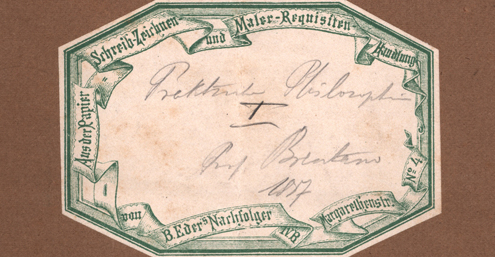 Aus der Papier
Schreib-Zeichnen
und
Maler-Requisiten-
Handlung
von
B. Eder's Nachfolger
Margarethenstr.
No 4.
Praktische Philosophie
I
Prof. Brentano